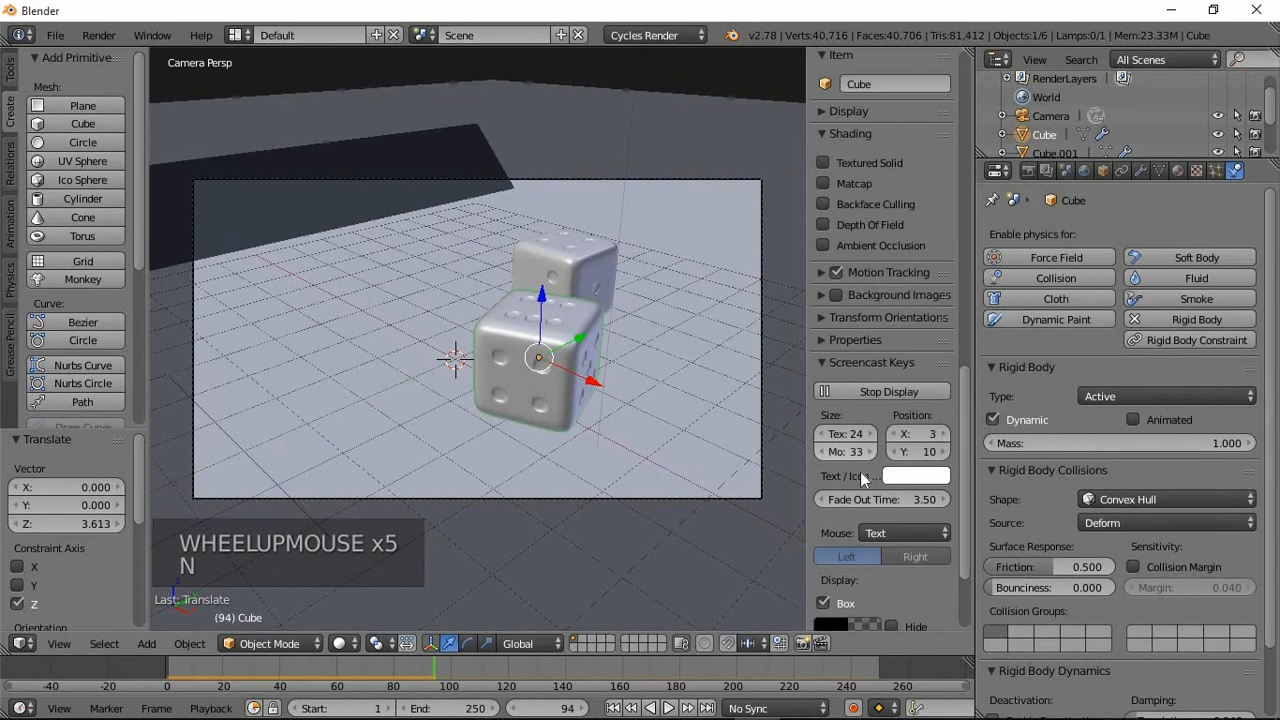 Blender
File Render Window Help Default Scene Cycles Render v2.78 | Verts:40,716 | Faces:40,706 | Tris:81,412 | Objects:1/6 | Lamps:0/1 | Mem:23.33M | Cube
Tools
Create
Relations
Animation
Physics
Grease Pencil
Add Primitive
Mesh:
Plane
Cube
Circle
UV Sphere
Ico Sphere
Cylinder
Cone
Torus
Grid
Monkey
Curve:
Bezier
Circle
Nurbs Curve
Nurbs Circle
Path
Translate
Vector
X: 0.000
Y: 0.000
Z: 3.613
Constraint Axis
X
Y
Z
Orientation
Camera Persp
WHEELUPMOUSE x5
N
Last: Translate
(94) Cube
Item
Cube
Display
Shading
Textured Solid
Matcap
Backface Culling
Depth Of Field
Ambient Occlusion
Motion Tracking
Background Images
Transform Orientations
Properties
Screencast Keys
Stop Display
Size: Position:
Tex: 24 X: 3
Mo: 33 Y: 10
Text / Ico...
Fade Out Time: 3.50
Mouse: Text
Left Right
Display:
Box
Hide
View Search All Scenes
RenderLayers
World
Camera
Cube
Cube.001
Cube
Enable physics for:
Force Field Soft Body
Collision Fluid
Cloth Smoke
Dynamic Paint Rigid Body
Rigid Body Constraint
Rigid Body
Type: Active
Dynamic Animated
Mass: 1.000
Rigid Body Collisions
Shape: Convex Hull
Source: Deform
Surface Response: Sensitivity:
Friction: 0.500 Collision Margin
Bounciness: 0.000 Margin: 0.040
Collision Groups:
Rigid Body Dynamics
Deactivation: Damping:
View Select Add Object Object Mode Global
-40 -20 0 20 40 60 80 100 120 140 160 180 200 220 240 260
View Marker Frame Playback Start: 1 End: 250 94 No Sync